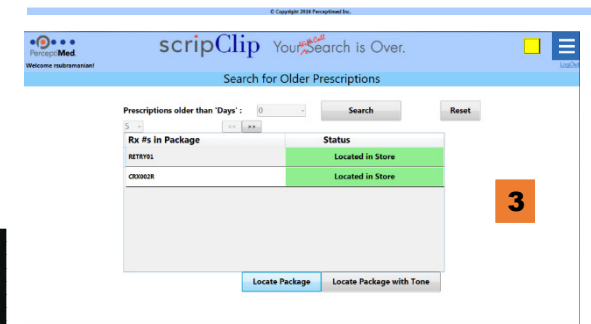 © Copyright 2016 Perceptimed Inc.
PerceptiMed.
Welcome rsubramanian!
scripClip Your Search is Over.
With Call
LogOut
Search for Older Prescriptions
Prescriptions older than 'Days' : 0 Search Reset
5 << >>
Rx #s in Package Status
RETRY01 Located in Store
CRX002R Located in Store
3
Locate Package Locate Package with Tone